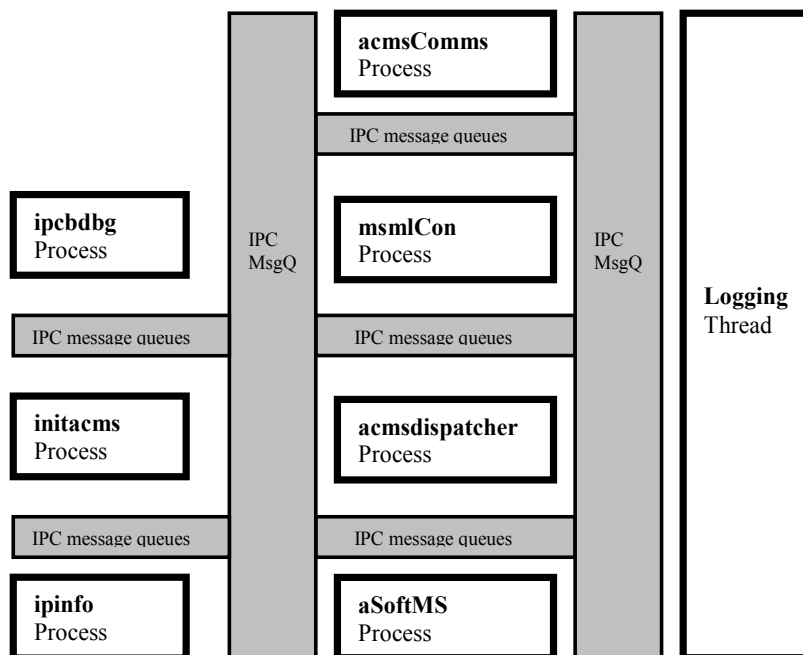 acmsComms
Process
IPC message queues
ipcbdbg
Process
IPC
MsgQ
msmlCon
Process
IPC
MsgQ
Logging
Thread
IPC message queues
IPC message queues
initacms
Process
acmsdispatcher
Process
IPC message queues
IPC message queues
ipinfo
Process
aSoftMS
Process